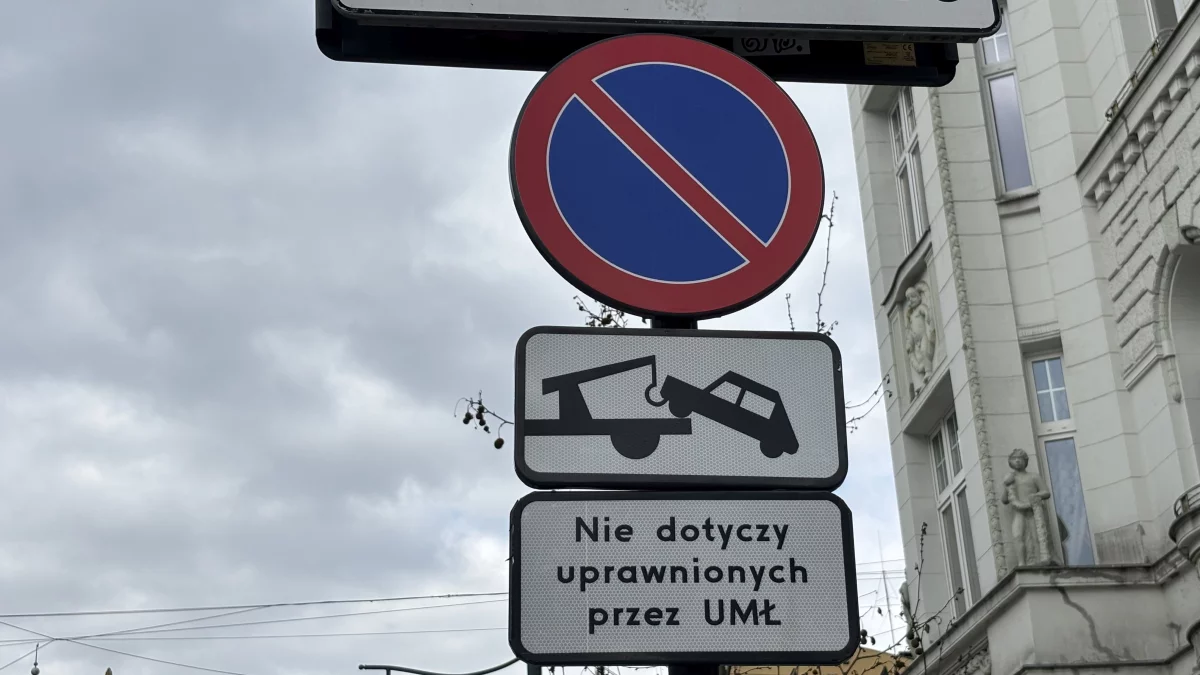 Nie dotyczy
uprawnionych
przez UMŁ